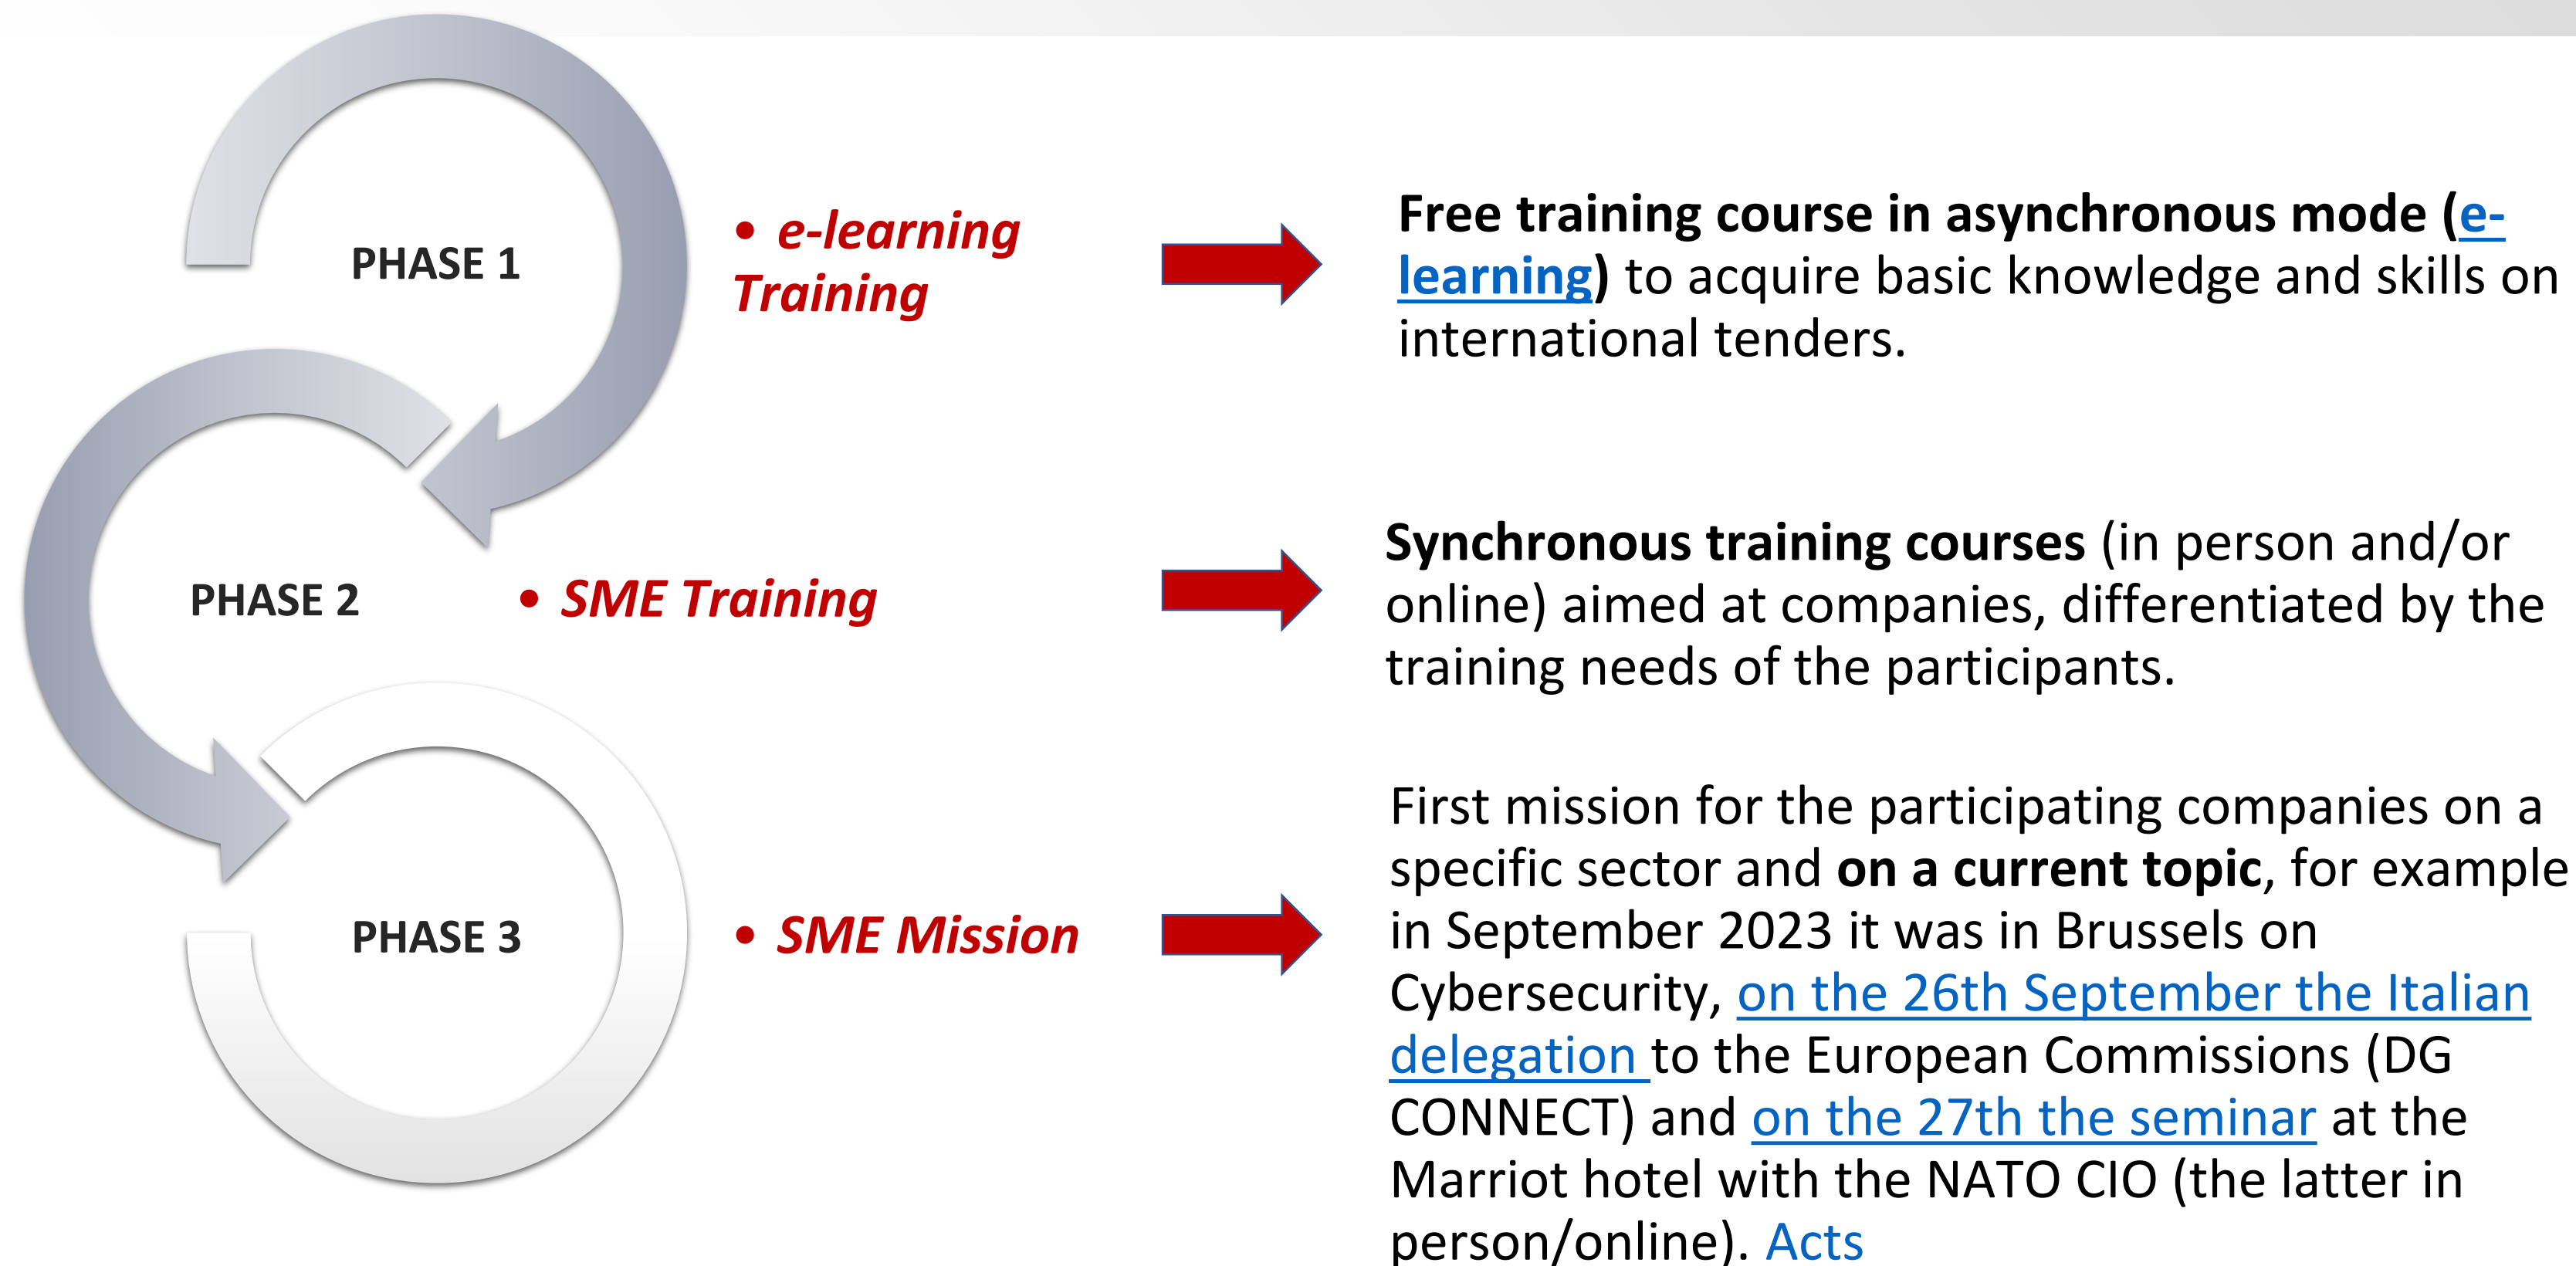 PHASE 1
• e-learning
Training
Free training course in asynchronous mode (e-
learning) to acquire basic knowledge and skills on
international tenders.
PHASE 2
• SME Training
Synchronous training courses (in person and/or
online) aimed at companies, differentiated by the
training needs of the participants.
PHASE 3
• SME Mission
First mission for the participating companies on a
specific sector and on a current topic, for example
in September 2023 it was in Brussels on
Cybersecurity, on the 26th September the Italian
delegation to the European Commissions (DG
CONNECT) and on the 27th the seminar at the
Marriot hotel with the NATO CIO (the latter in
person/online). Acts